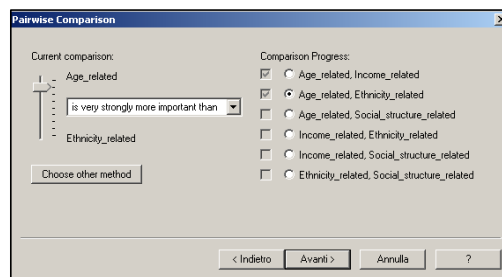 Pairwise Comparison
Current comparison:
Age_related
is very strongly more important than
Ethnicity_related
Choose other method
Comparison Progress:
Age_related, Income_related
Age_related, Ethnicity_related
Age_related, Social_structure_related
Income_related, Ethnicity_related
Income_related, Social_structure_related
Ethnicity_related, Social_structure_related
< Indietro
Avanti >
Annulla
?